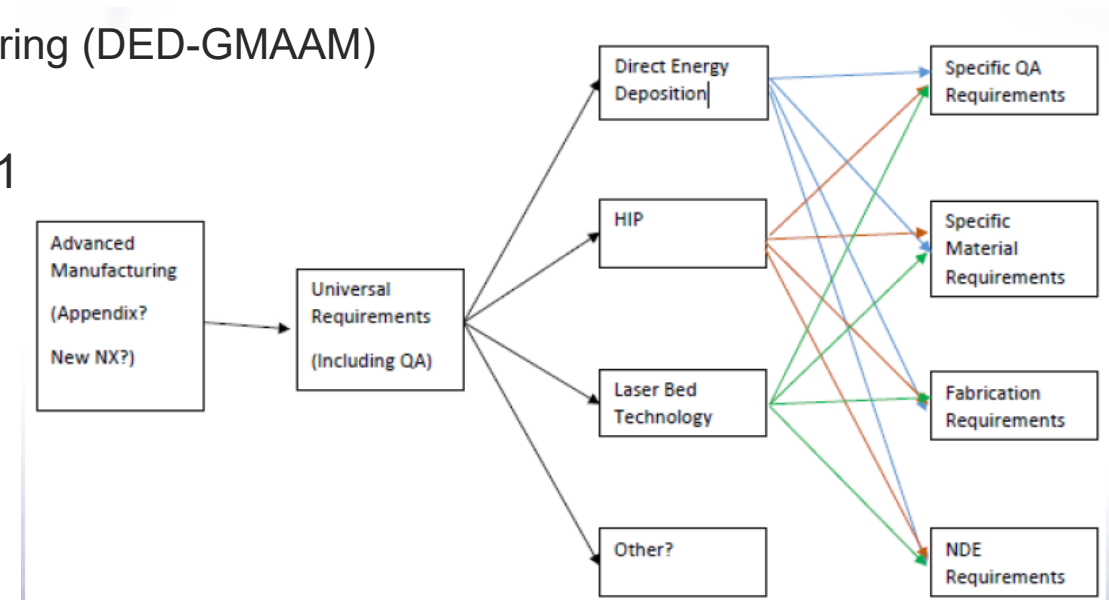 ring (DED-GMAAM)
1
Advanced
Manufacturing
(Appendix?
New NX?)
Universal
Requirements
(Including QA)
Direct Energy
Deposition
HIP
Laser Bed
Technology
Other?
Specific QA
Requirements
Specific
Material
Requirements
Fabrication
Requirements
NDE
Requirements